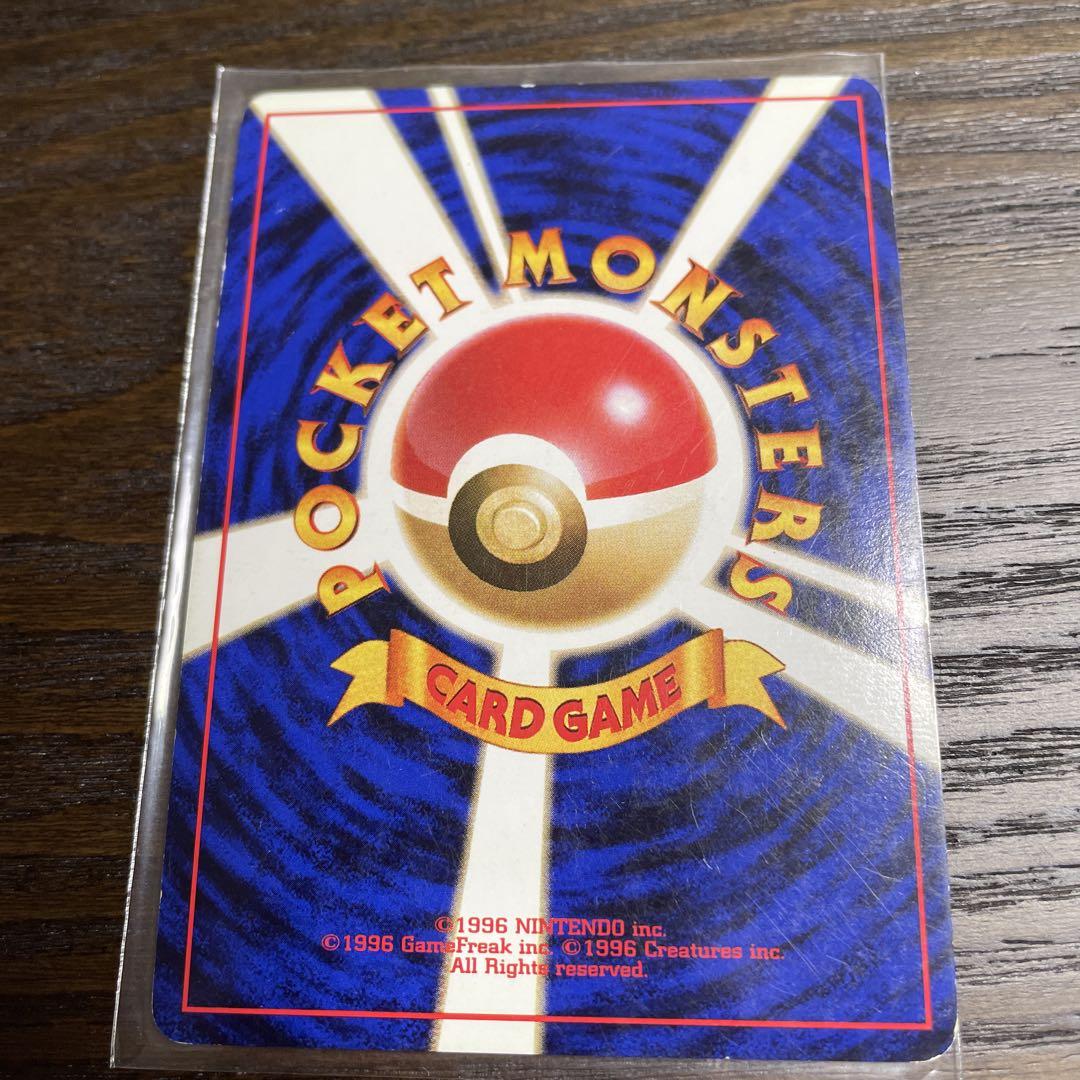 POCKET MONSTERS
CARD GAME
©1996 NINTENDO inc.
©1996 GameFreak inc. ©1996 Creatures inc.
All Rights reserved.